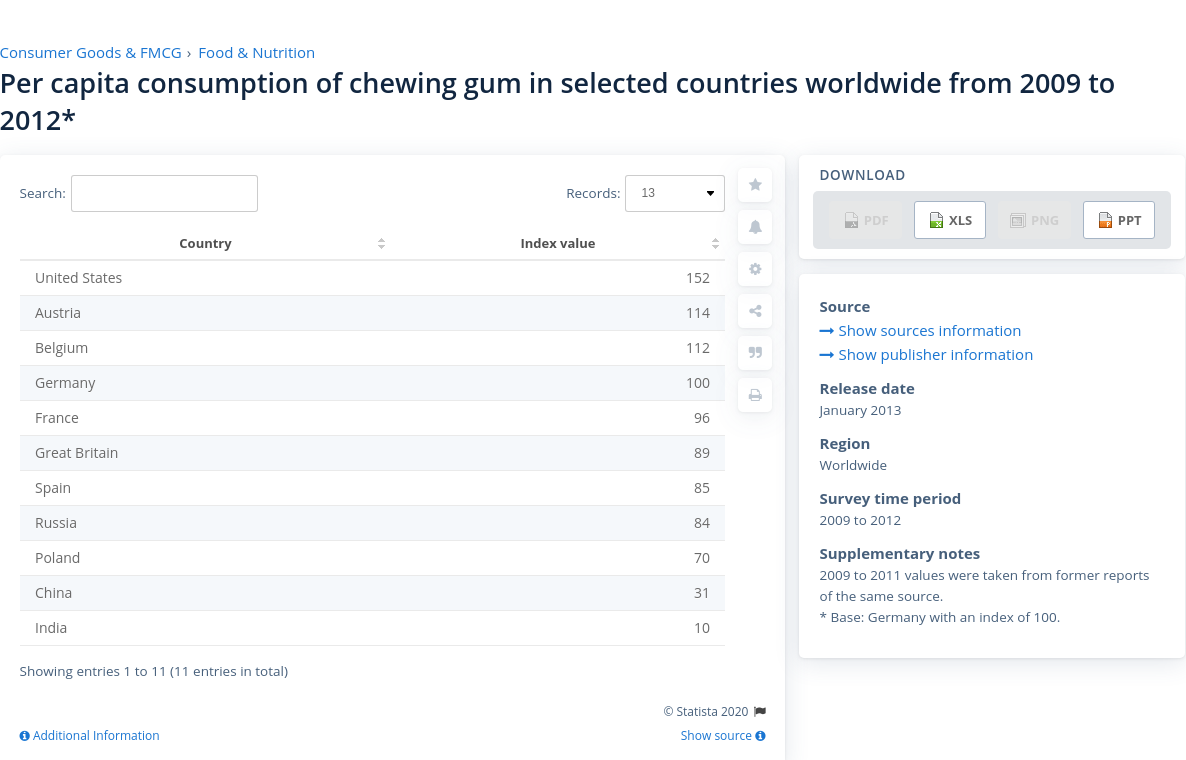 Consumer Goods & FMCG › Food & Nutrition
Per capita consumption of chewing gum in selected countries worldwide from 2009 to
2012*
Search:
Records: 13
Country Index value
United States 152
Austria 114
Belgium 112
Germany 100
France 96
Great Britain 89
Spain 85
Russia 84
Poland 70
China 31
India 10
Showing entries 1 to 11 (11 entries in total)
© Statista 2020
Additional Information Show source
DOWNLOAD
PDF XLS PNG PPT
Source
Show sources information
Show publisher information
Release date
January 2013
Region
Worldwide
Survey time period
2009 to 2012
Supplementary notes
2009 to 2011 values were taken from former reports
of the same source.
* Base: Germany with an index of 100.